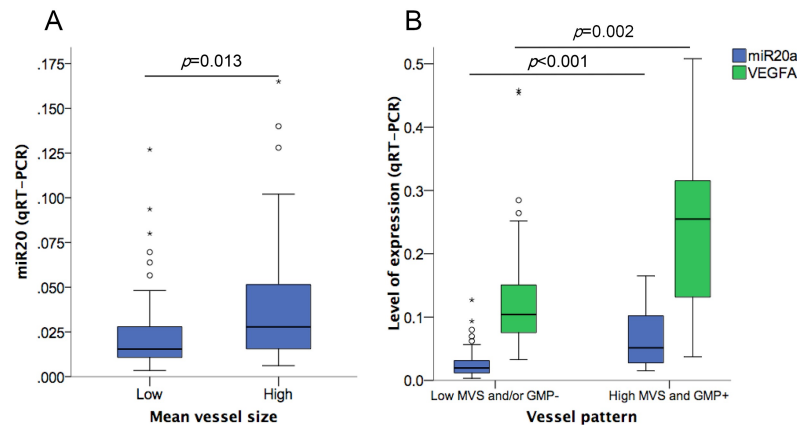 A
B
p=0.013
p=0.002
p<0.001
miR20a
VEGFA
miR20 (qRT-PCR)
.175
.150
.125
.100
.075
.050
.025
.000
Low
High
Mean vessel size
Level of expression (qRT-PCR)
0.5
0.4
0.3
0.2
0.1
0.0
Low MVS and/or GMP-
High MVS and GMP+
Vessel pattern